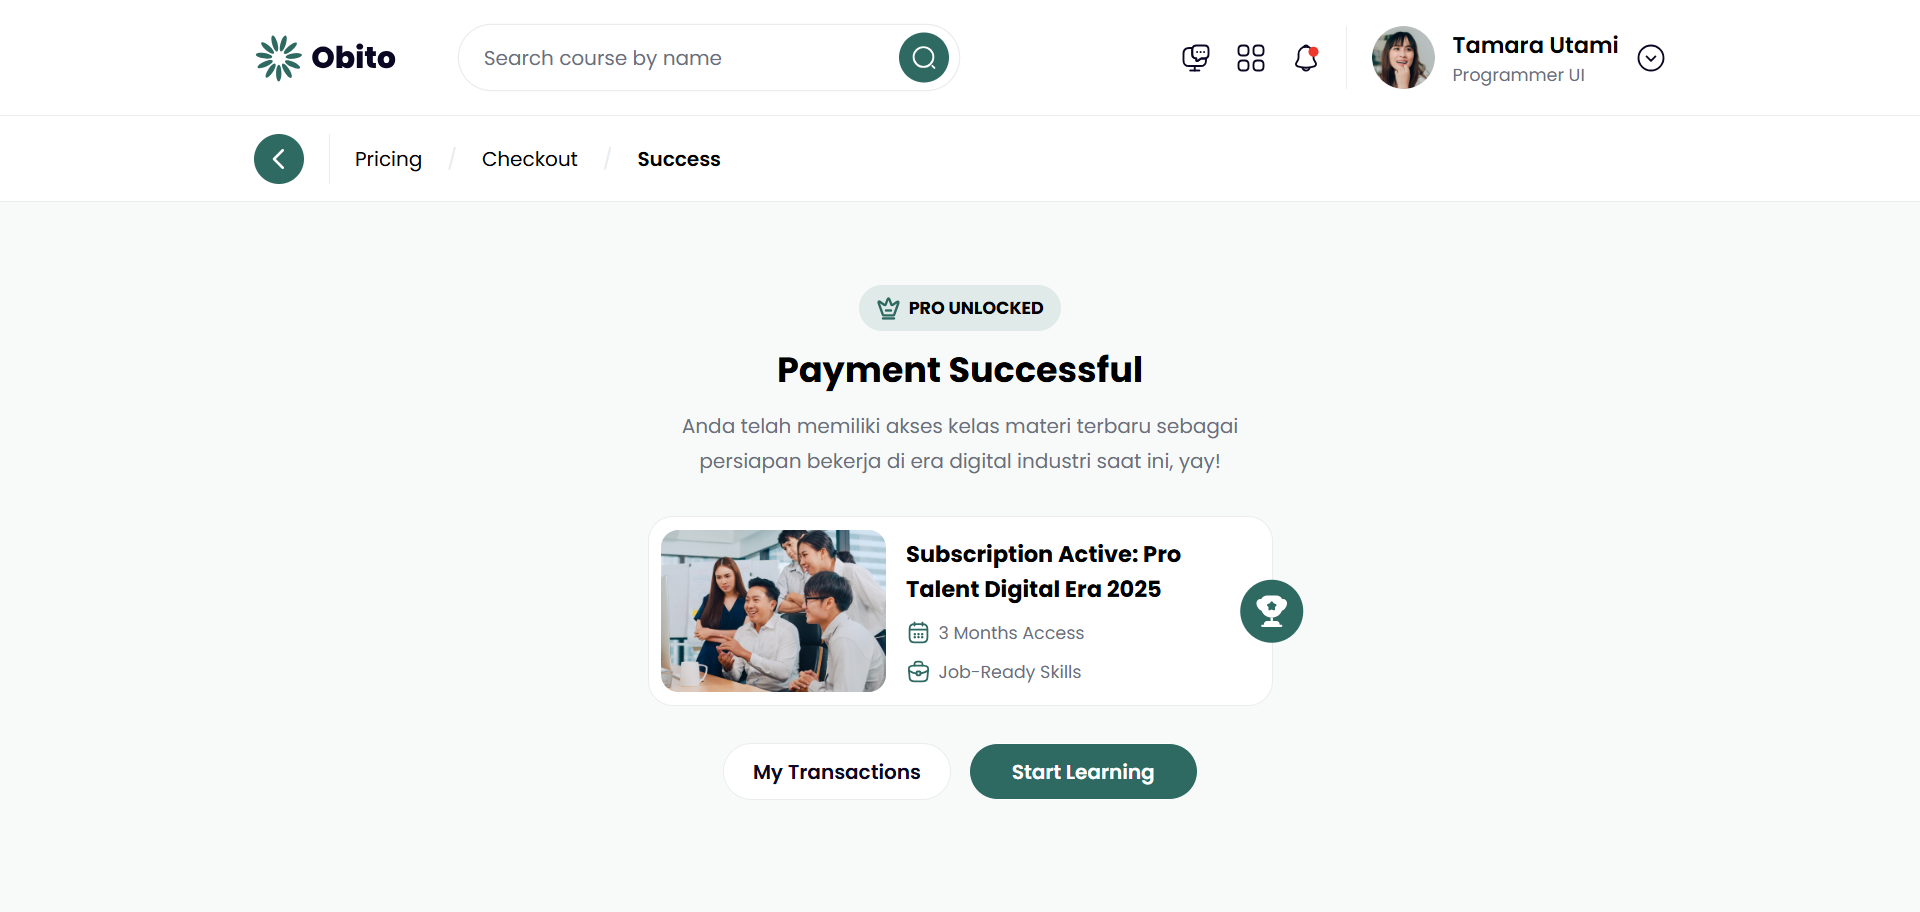 Obito
Search course by name
Tamara Utami
Programmer UI
Pricing / Checkout / Success
PRO UNLOCKED
Payment Successful
Anda telah memiliki akses kelas materi terbaru sebagai
persiapan bekerja di era digital industri saat ini, yay!
Subscription Active: Pro
Talent Digital Era 2025
3 Months Access
Job-Ready Skills
My Transactions
Start Learning